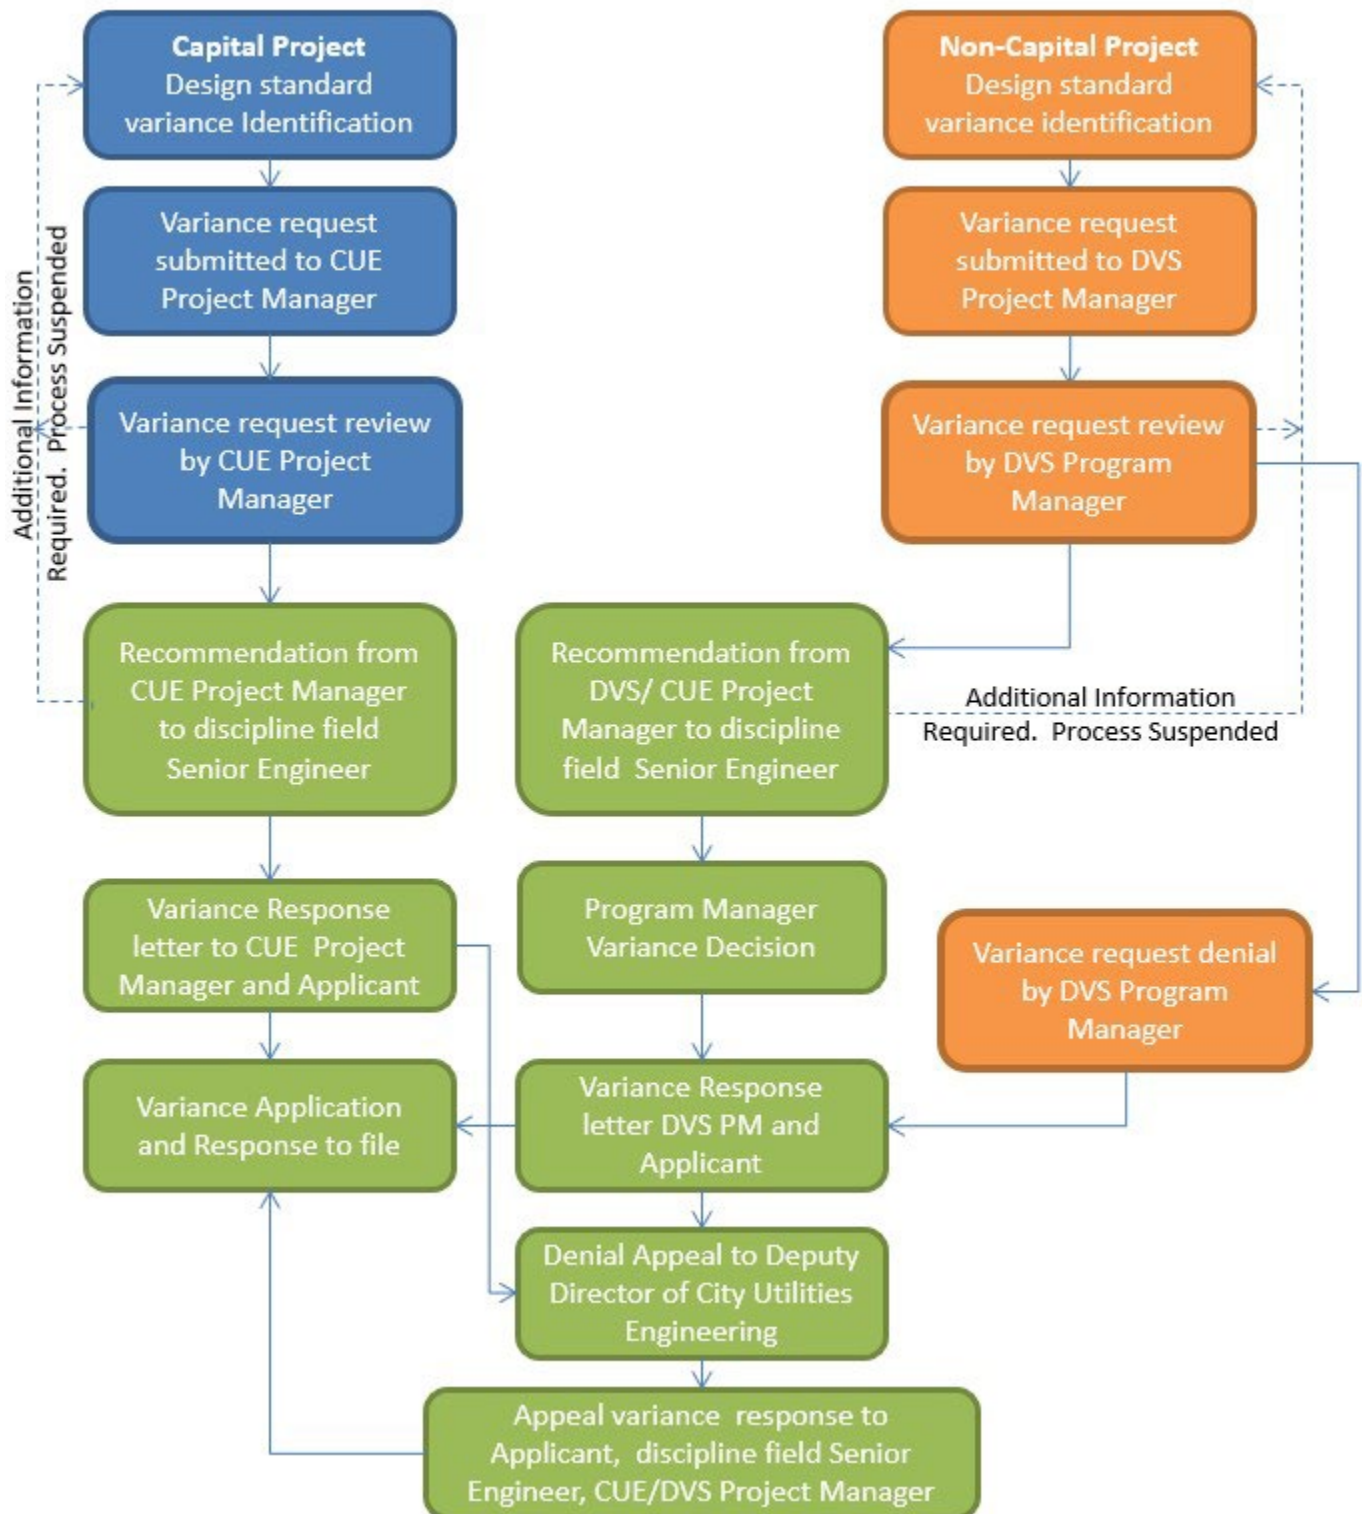 Capital Project
Design standard
variance Identification
Variance request
submitted to CUE
Project Manager
Variance request review
by CUE Project
Manager
Additional Information
Required.  Process Suspended
Recommendation from
CUE Project Manager
to discipline field
Senior Engineer
Variance Response
letter to CUE  Project
Manager and Applicant
Variance Application
and Response to file
Non-Capital Project
Design standard
variance identification
Variance request
submitted to DVS
Project Manager
Variance request review
by DVS Program
Manager
Recommendation from
DVS/ CUE Project
Manager to discipline
field  Senior Engineer
Additional Information
Required.  Process Suspended
Program Manager
Variance Decision
Variance request denial
by DVS Program
Manager
Variance Response
letter DVS PM and
Applicant
Denial Appeal to Deputy
Director of City Utilities
Engineering
Appeal variance  response to
Applicant,  discipline field Senior
Engineer, CUE/DVS Project Manager